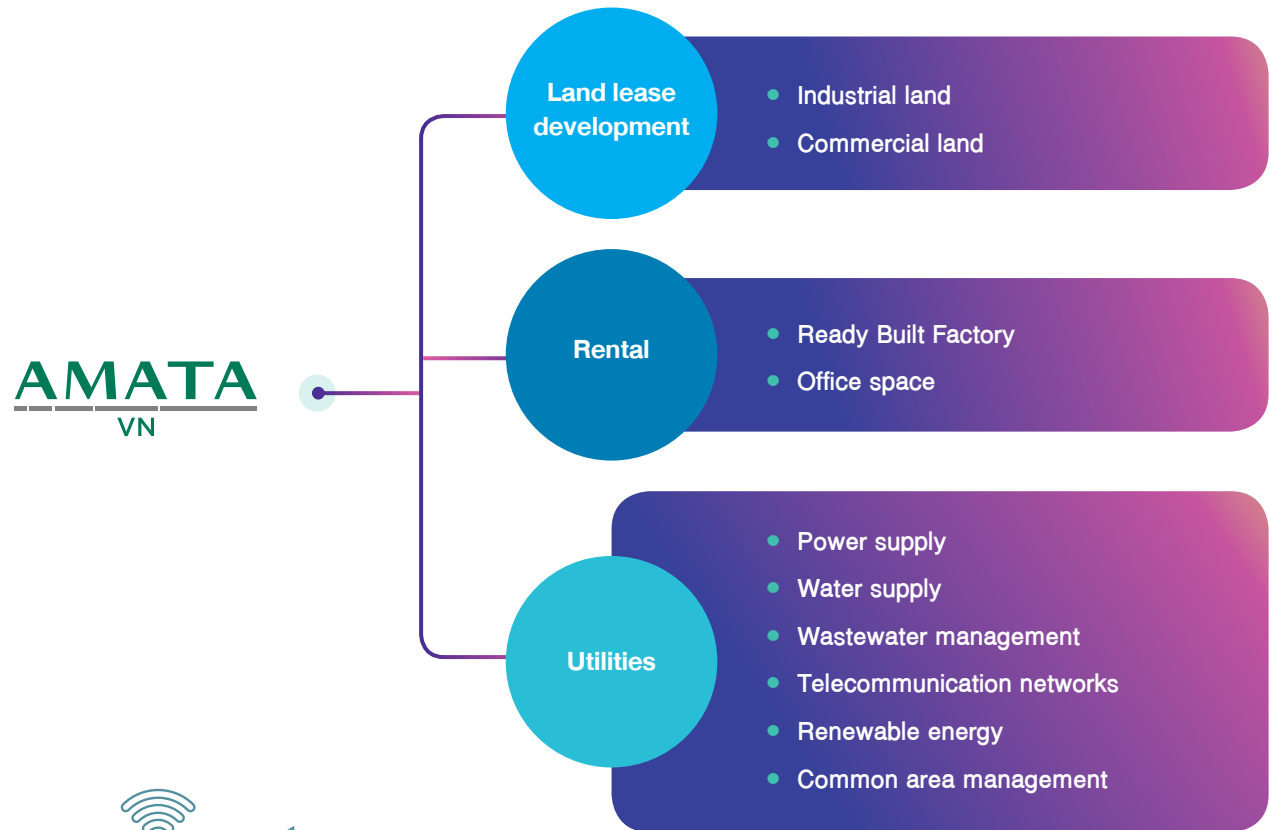 AMATA
VN
Land lease
development
Industrial land
Commercial land
Rental
Ready Built Factory
Office space
Utilities
Power supply
Water supply
Wastewater management
Telecommunication networks
Renewable energy
Common area management